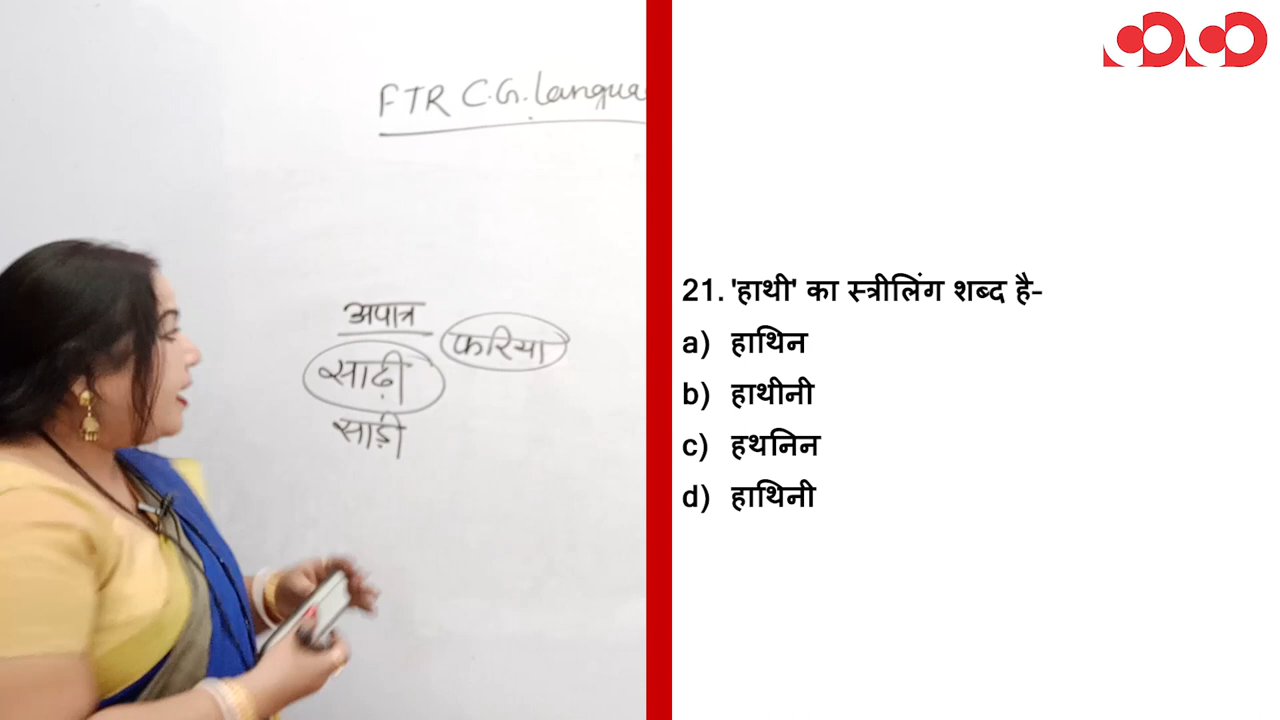 FTR C.G. langua
अपात्र
फरिया
साढ़ी
साड़ी
21. 'हाथी' का स्त्रीलिंग शब्द है-
a) हाथिन
b) हाथीनी
c) हथनिन
d) हाथिनी